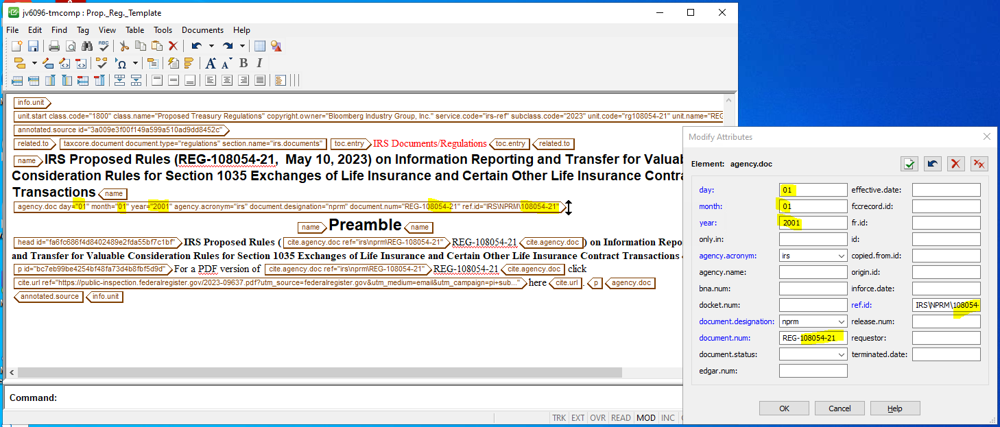 jv6096-tmcomp : Prop._Reg._Template
File Edit Find Tag View Table Tools Documents Help
ABC
A A B I
info.unit
unit.start class.code="1800" class.name="Proposed Treasury Regulations" copyright.owner="Bloomberg Industry Group, Inc." service.code="irs-ref" subclass.code="2023" unit.code="rg108054-21" unit.name="REG
annotated.source id="3a009e3f00f149a599a510ad9dd8452c"
related.to taxcore.document document.type="regulations" section.name="irs.documents" toc.entry IRS Documents/Regulations toc.entry related.to
name IRS Proposed Rules (REG-108054-21, May 10, 2023) on Information Reporting and Transfer for Valuab
Consideration Rules for Section 1035 Exchanges of Life Insurance and Certain Other Life Insurance Contra
Transactions name
agency.doc day="01" month="01" year="2001" agency.acronym="irs" document.designation="nprm" document.num="REG-108054-21" ref.id="IRS\NPRM\108054-21"
name Preamble name
head id="fa6fc686f4d8402489e2fda55bf7c1bf" IRS Proposed Rules ( cite.agency.doc ref="irs\nprm\REG-108054-21" REG-108054-21 cite.agency.doc ) on Information Repo
and Transfer for Valuable Consideration Rules for Section 1035 Exchanges of Life Insurance and Certain Other Life Insurance Contract Transactions
p id="bc7eb99be4254bf48fa73d4b8fbf5d9d" For a PDF version of cite.agency.doc ref="irs\nprm\REG-108054-21" REG-108054-21 cite.agency.doc click
cite.url ref="https://public-inspection.federalregister.gov/2023-09637.pdf?utm_source=federalregister.gov&utm_medium=email&utm_campaign=pi+sub..." here cite.url . p agency.doc
annotated.source info.unit
Command:
TRK EXT OVR READ MOD INC
Modify Attributes
Element: agency.doc
day: 01 effective.date:
month: 01 fccrecord.id:
year: 2001 fr.id:
only.in: id:
agency.acronym: irs copied.from.id:
agency.name: origin.id:
bna.num: inforce.date:
docket.num: ref.id: IRS\NPRM\108054-
document.designation: nprm release.num:
document.num: REG-108054-21 requestor:
document.status: terminated.date:
edgar.num:
OK Cancel Help